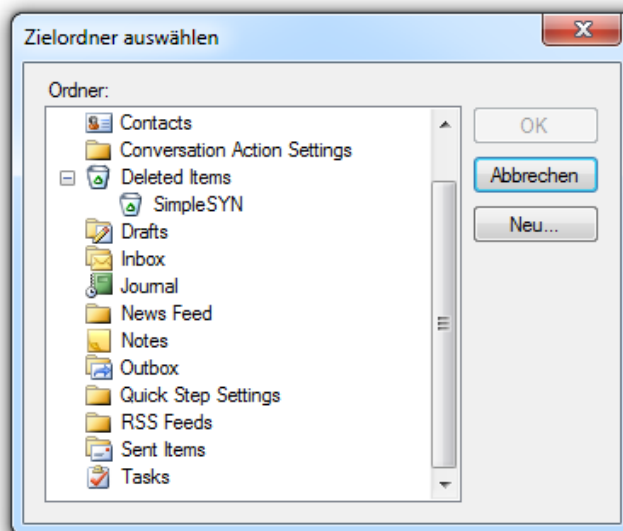 Zielordner auswählen
Ordner:
Contacts
Conversation Action Settings
Deleted Items
SimpleSYN
Drafts
Inbox
Journal
News Feed
Notes
Outbox
Quick Step Settings
RSS Feeds
Sent Items
Tasks
OK
Abbrechen
Neu...